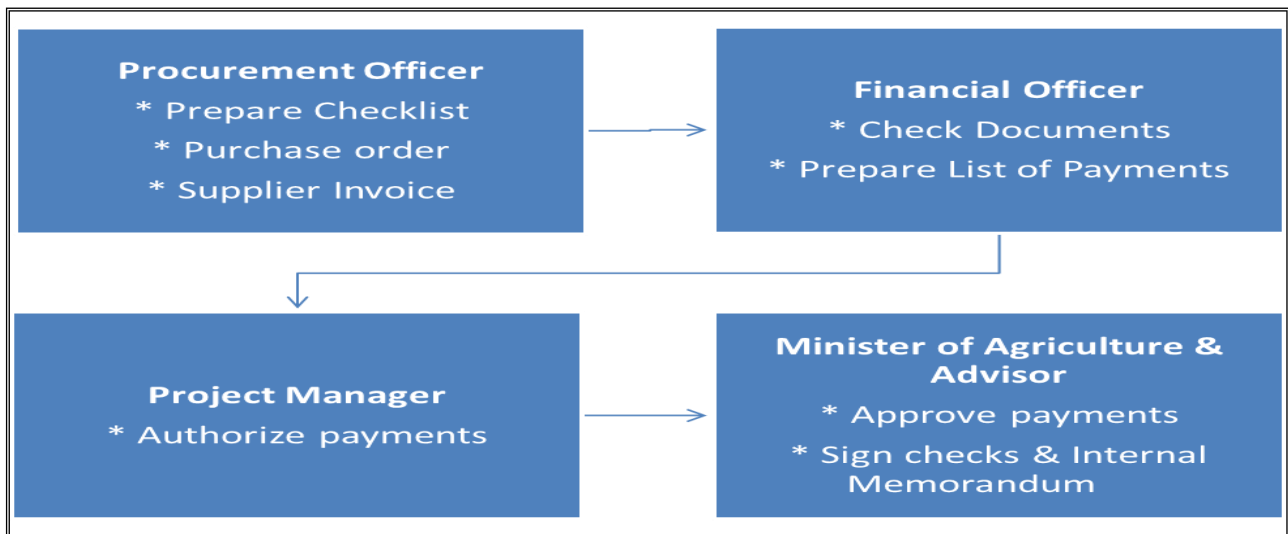 Procurement Officer
* Prepare Checklist
* Purchase order
* Supplier Invoice
Financial Officer
* Check Documents
* Prepare List of Payments
Project Manager
* Authorize payments
Minister of Agriculture &
Advisor
* Approve payments
* Sign checks & Internal
Memorandum